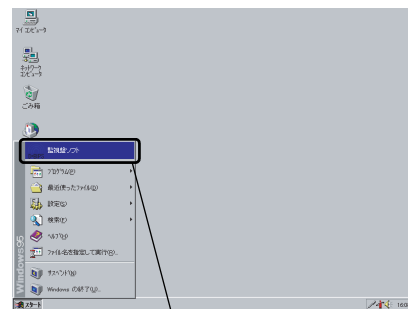 マイ コンピュータ
ネットワーク
コンピュータ
ごみ箱
監視盤ソフト
プログラム(P)
最近使ったファイル(D)
設定(S)
検索(F)
ヘルプ(H)
ファイル名を指定して実行(R)...
サスペンド(U)
Windows の終了(U)...
Windows95
スタート